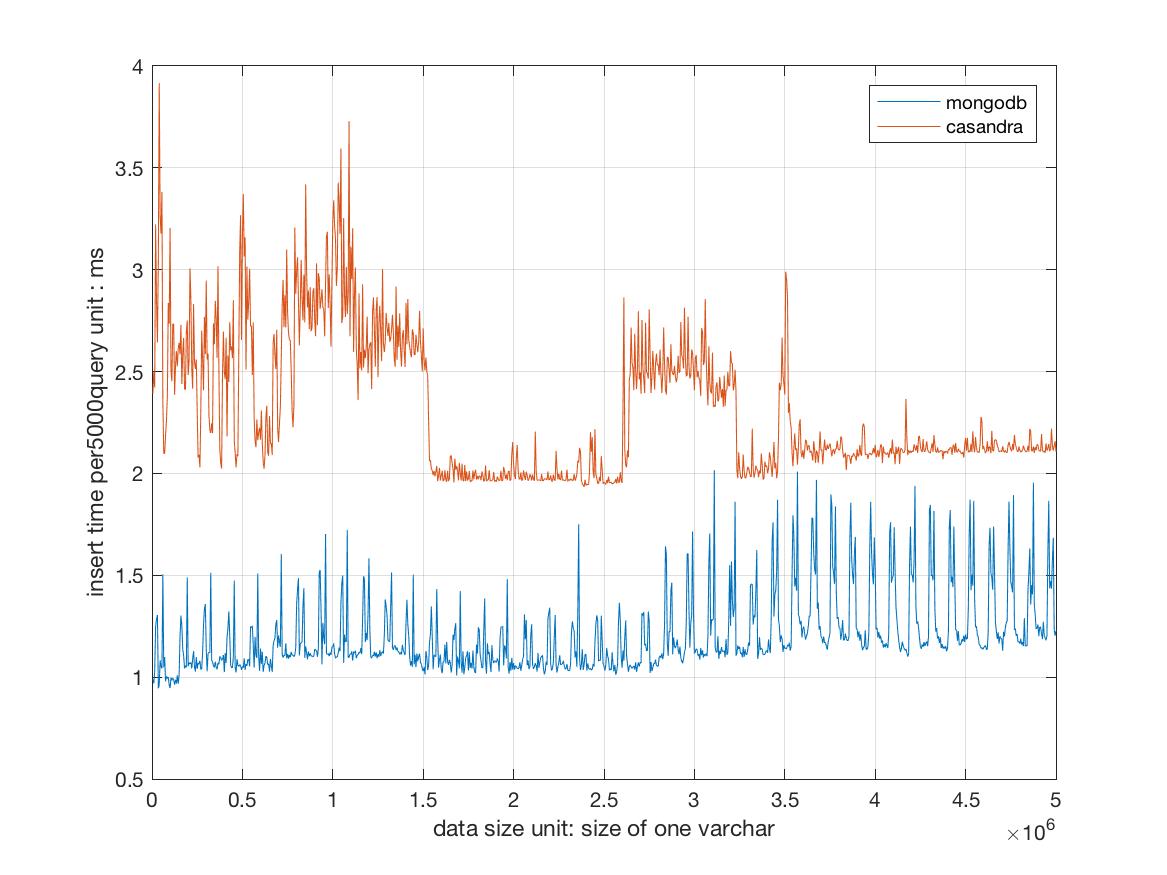 4
3.5
3
2.5
2
1.5
1
0.5
insert time per5000query unit : ms
mongodb
casandra
0 0.5 1 1.5 2 2.5 3 3.5 4 4.5 5
data size unit: size of one varchar
×10^6